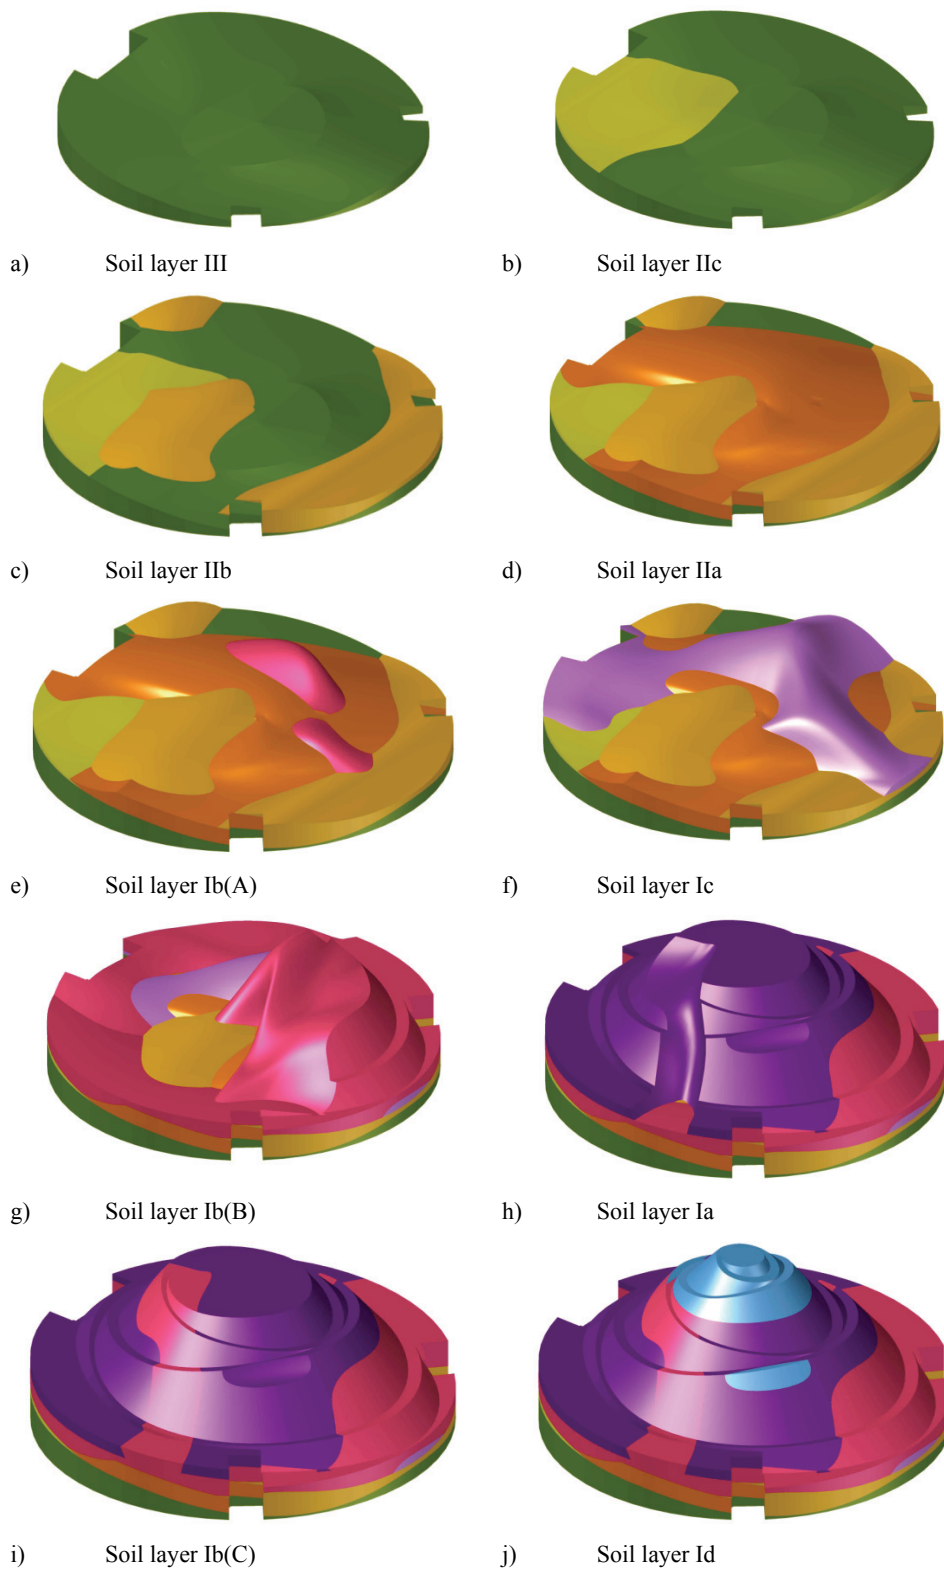 a) Soil layer III
b) Soil layer IIc
c) Soil layer IIb
d) Soil layer IIa
e) Soil layer Ib(A)
f) Soil layer Ic
g) Soil layer Ib(B)
h) Soil layer Ia
i) Soil layer Ib(C)
j) Soil layer Id